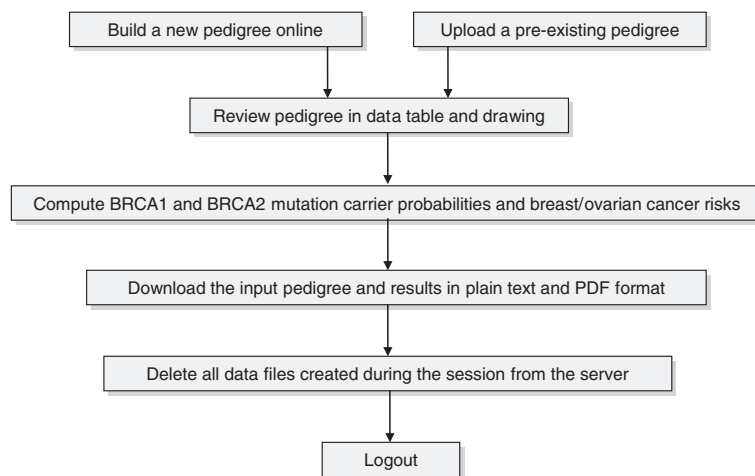 Build a new pedigree online
Upload a pre-existing pedigree
Review pedigree in data table and drawing
Compute BRCA1 and BRCA2 mutation carrier probabilities and breast/ovarian cancer risks
Download the input pedigree and results in plain text and PDF format
Delete all data files created during the session from the server
Logout